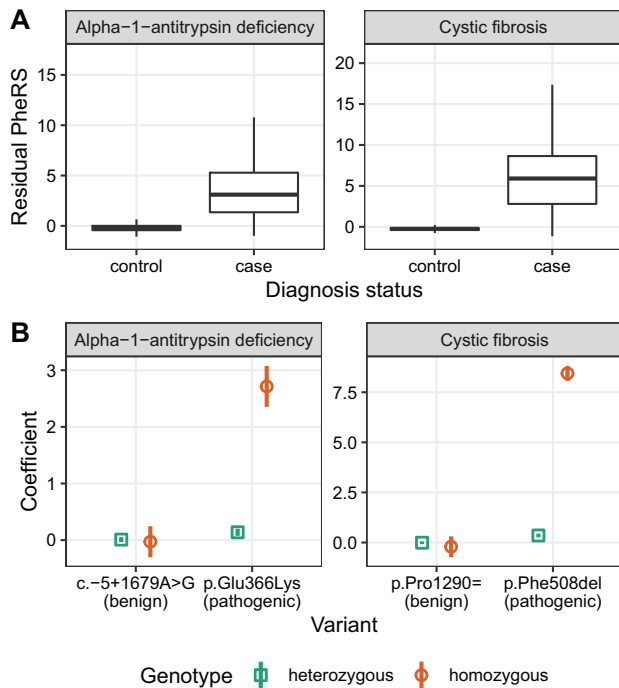 A
Alpha−1−antitrypsin deficiency
Cystic fibrosis
Residual PheRS
15
10
5
0
20
15
10
5
0
control
case
control
case
Diagnosis status
B
Alpha−1−antitrypsin deficiency
Cystic fibrosis
Coefficient
3
2
1
0
7.5
5.0
2.5
0.0
c.−5+1679A>G
(benign)
p.Glu366Lys
(pathogenic)
p.Pro1290=
(benign)
p.Phe508del
(pathogenic)
Variant
Genotype
heterozygous
homozygous